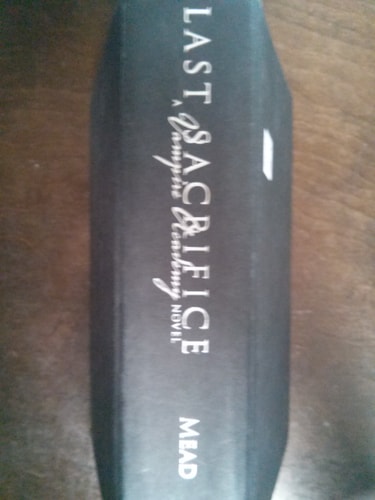 LAST SACRIFICE
A Vampire Academy NOVEL
MEAD